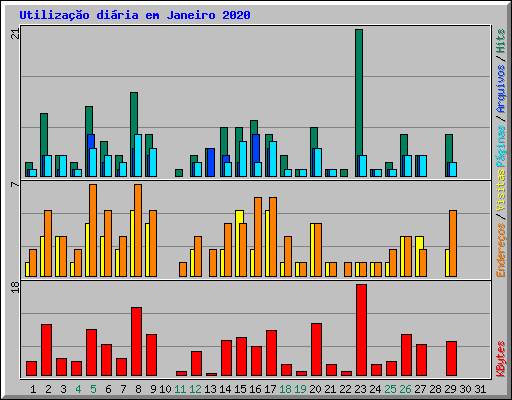 Utilização diária em Janeiro 2020
21
7
18
Endereços / Visitas Páginas / Arquivos / Hits
KBytes
1 2 3 4 5 6 7 8 9 10 11 12 13 14 15 16 17 18 19 20 21 22 23 24 25 26 27 28 29 30 31